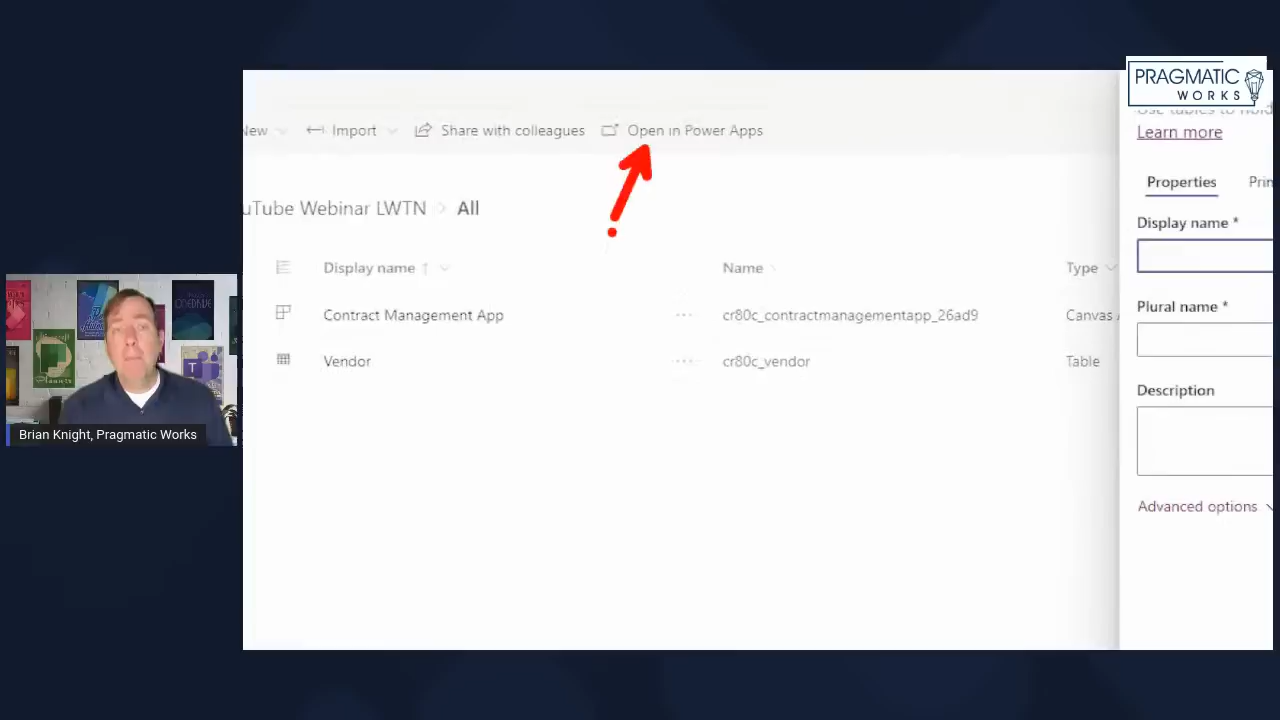 PRAGMATIC
WORKS
Learn more
New
Import
Share with colleagues
Open in Power Apps
Properties
Display name *
uTube Webinar LWTN > All
Plural name *
Display name ↑
Name
Type
Contract Management App
cr80c_contractmanagementapp_26ad9
Canvas
Vendor
cr80c_vendor
Table
Description
Advanced options
Brian Knight, Pragmatic Works